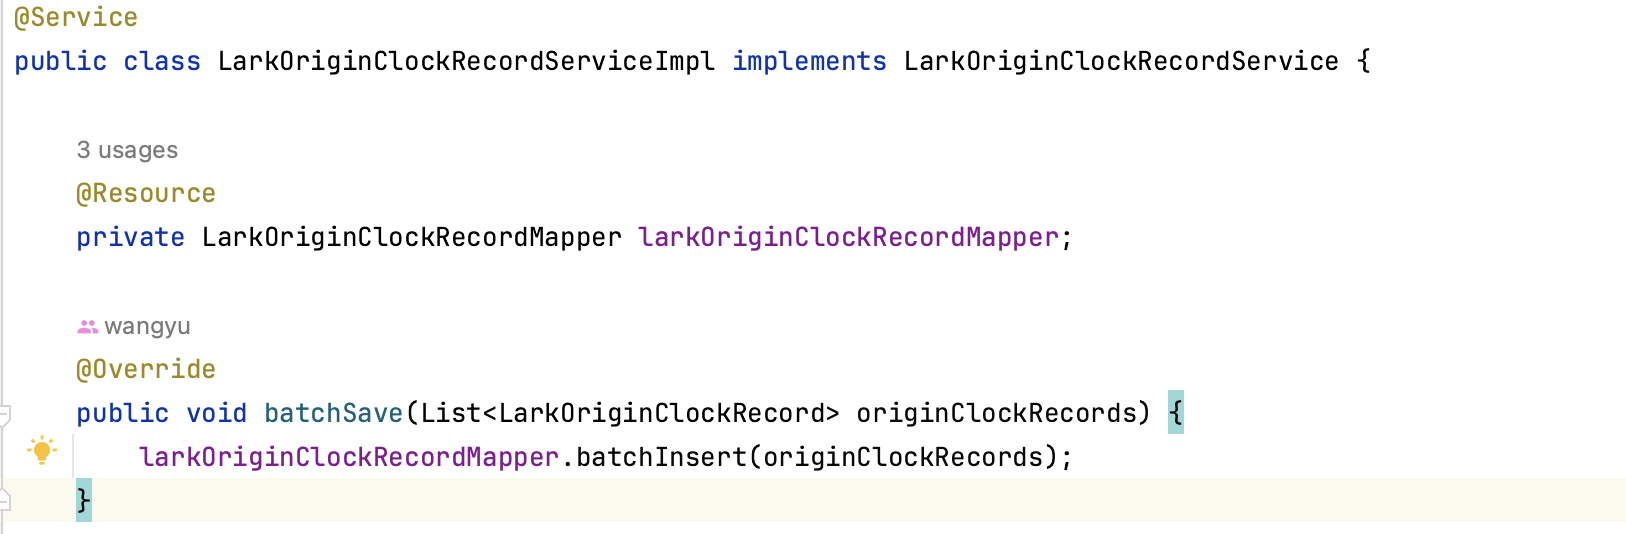 @Service
public class LarkOriginClockRecordServiceImpl implements LarkOriginClockRecordService {
3 usages
@Resource
private LarkOriginClockRecordMapper larkOriginClockRecordMapper;
wangyu
@Override
public void batchSave(List<LarkOriginClockRecord> originClockRecords) {
larkOriginClockRecordMapper.batchInsert(originClockRecords);
}